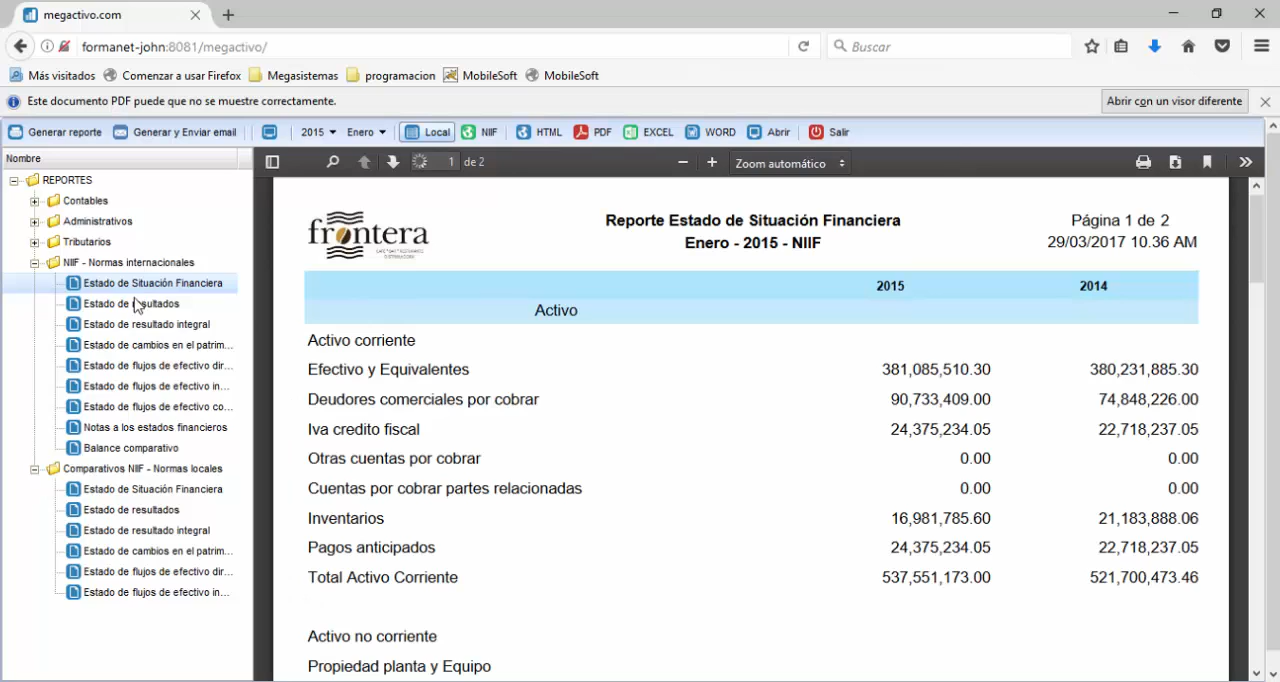 megactivo.com
formanet-john:8081/megactivo/
Buscar
Más visitados Comenzar a usar Firefox Megasistemas programacion MobileSoft MobileSoft
Este documento PDF puede que no se muestre correctamente. Abrir con un visor diferente
Generar reporte Generar y Enviar email 2015 Enero Local NIIF HTML PDF EXCEL WORD Abrir Salir
Nombre
REPORTES
Contables
Administrativos
Tributarios
NIIF - Normas internacionales
Estado de Situación Financiera
Estado de resultados
Estado de resultado integral
Estado de cambios en el patrim...
Estado de flujos de efectivo dir...
Estado de flujos de efectivo in...
Estado de flujos de efectivo co...
Notas a los estados financieros
Balance comparativo
Comparativos NIIF - Normas locales
Estado de Situación Financiera
Estado de resultados
Estado de resultado integral
Estado de cambios en el patrim...
Estado de flujos de efectivo dir...
Estado de flujos de efectivo in...
1 de 2 Zoom automático
frontera
Reporte Estado de Situación Financiera
Enero - 2015 - NIIF
Página 1 de 2
29/03/2017 10.36 AM
2015 2014
Activo
Activo corriente
Efectivo y Equivalentes 381,085,510.30 380,231,885.30
Deudores comerciales por cobrar 90,733,409.00 74,848,226.00
Iva credito fiscal 24,375,234.05 22,718,237.05
Otras cuentas por cobrar 0.00 0.00
Cuentas por cobrar partes relacionadas 0.00 0.00
Inventarios 16,981,785.60 21,183,888.06
Pagos anticipados 24,375,234.05 22,718,237.05
Total Activo Corriente 537,551,173.00 521,700,473.46
Activo no corriente
Propiedad planta y Equipo